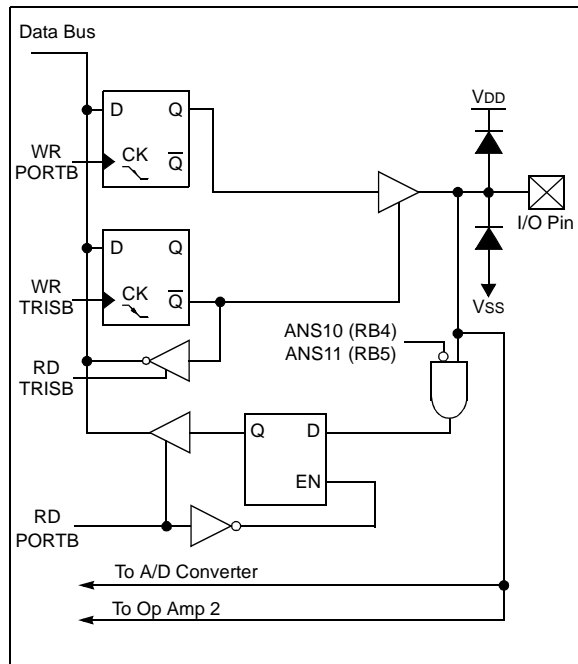 Data Bus
D Q
WR
PORTB
CK
Q
VDD
I/O Pin
D Q
WR
TRISB
CK
Q
VSS
ANS10 (RB4)
ANS11 (RB5)
RD
TRISB
Q D
EN
RD
PORTB
To A/D Converter
To Op Amp 2